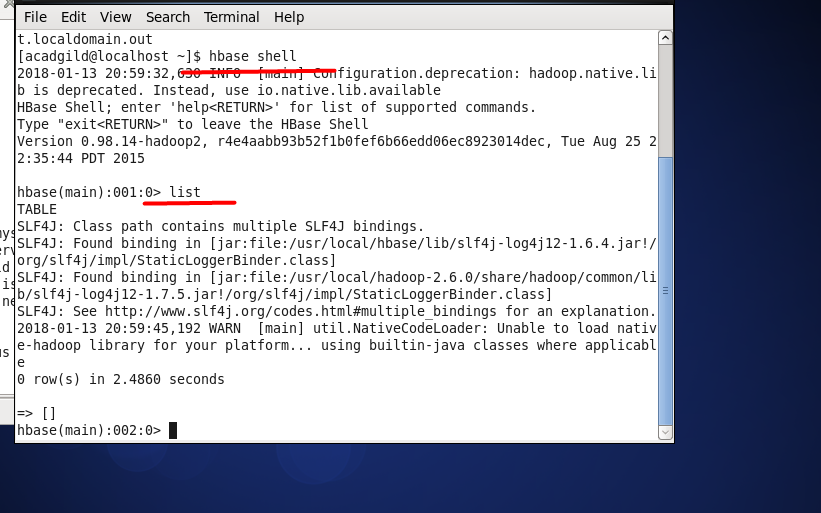 File Edit View Search Terminal Help
t.localdomain.out
[acadgild@localhost ~]$ hbase shell
2018-01-13 20:59:32,630 INFO  [main] Configuration.deprecation: hadoop.native.li
b is deprecated. Instead, use io.native.lib.available
HBase Shell; enter 'help<RETURN>' for list of supported commands.
Type "exit<RETURN>" to leave the HBase Shell
Version 0.98.14-hadoop2, r4e4aabb93b52f1b0fef6b66edd06ec8923014dec, Tue Aug 25 2
2:35:44 PDT 2015
hbase(main):001:0> list
TABLE
SLF4J: Class path contains multiple SLF4J bindings.
SLF4J: Found binding in [jar:file:/usr/local/hbase/lib/slf4j-log4j12-1.6.4.jar!/
org/slf4j/impl/StaticLoggerBinder.class]
SLF4J: Found binding in [jar:file:/usr/local/hadoop-2.6.0/share/hadoop/common/li
b/slf4j-log4j12-1.7.5.jar!/org/slf4j/impl/StaticLoggerBinder.class]
SLF4J: See http://www.slf4j.org/codes.html#multiple_bindings for an explanation.
2018-01-13 20:59:45,192 WARN  [main] util.NativeCodeLoader: Unable to load nativ
e-hadoop library for your platform... using builtin-java classes where applicabl
e
0 row(s) in 2.4860 seconds
=> []
hbase(main):002:0>